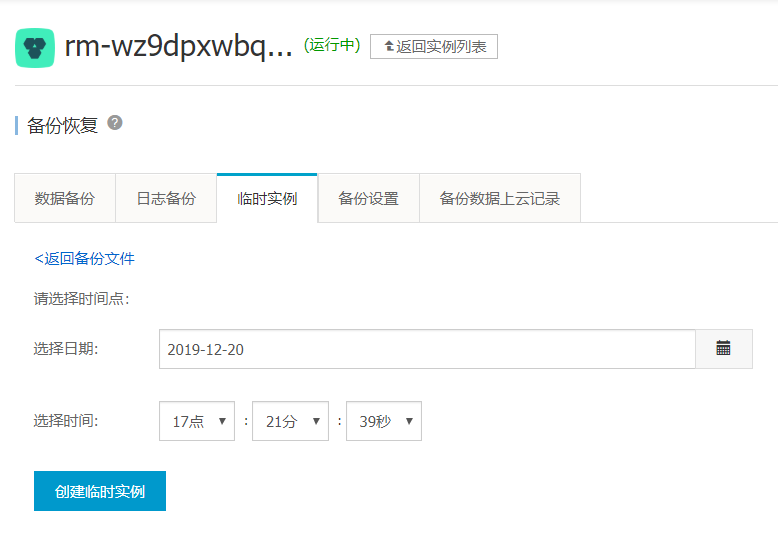 rm-wz9dpxwbq... (运行中) 返回实例列表
备份恢复 ?
数据备份 日志备份 临时实例 备份设置 备份数据上云记录
<返回备份文件
请选择时间点:
选择日期: 2019-12-20
选择时间: 17点 : 21分 : 39秒
创建临时实例